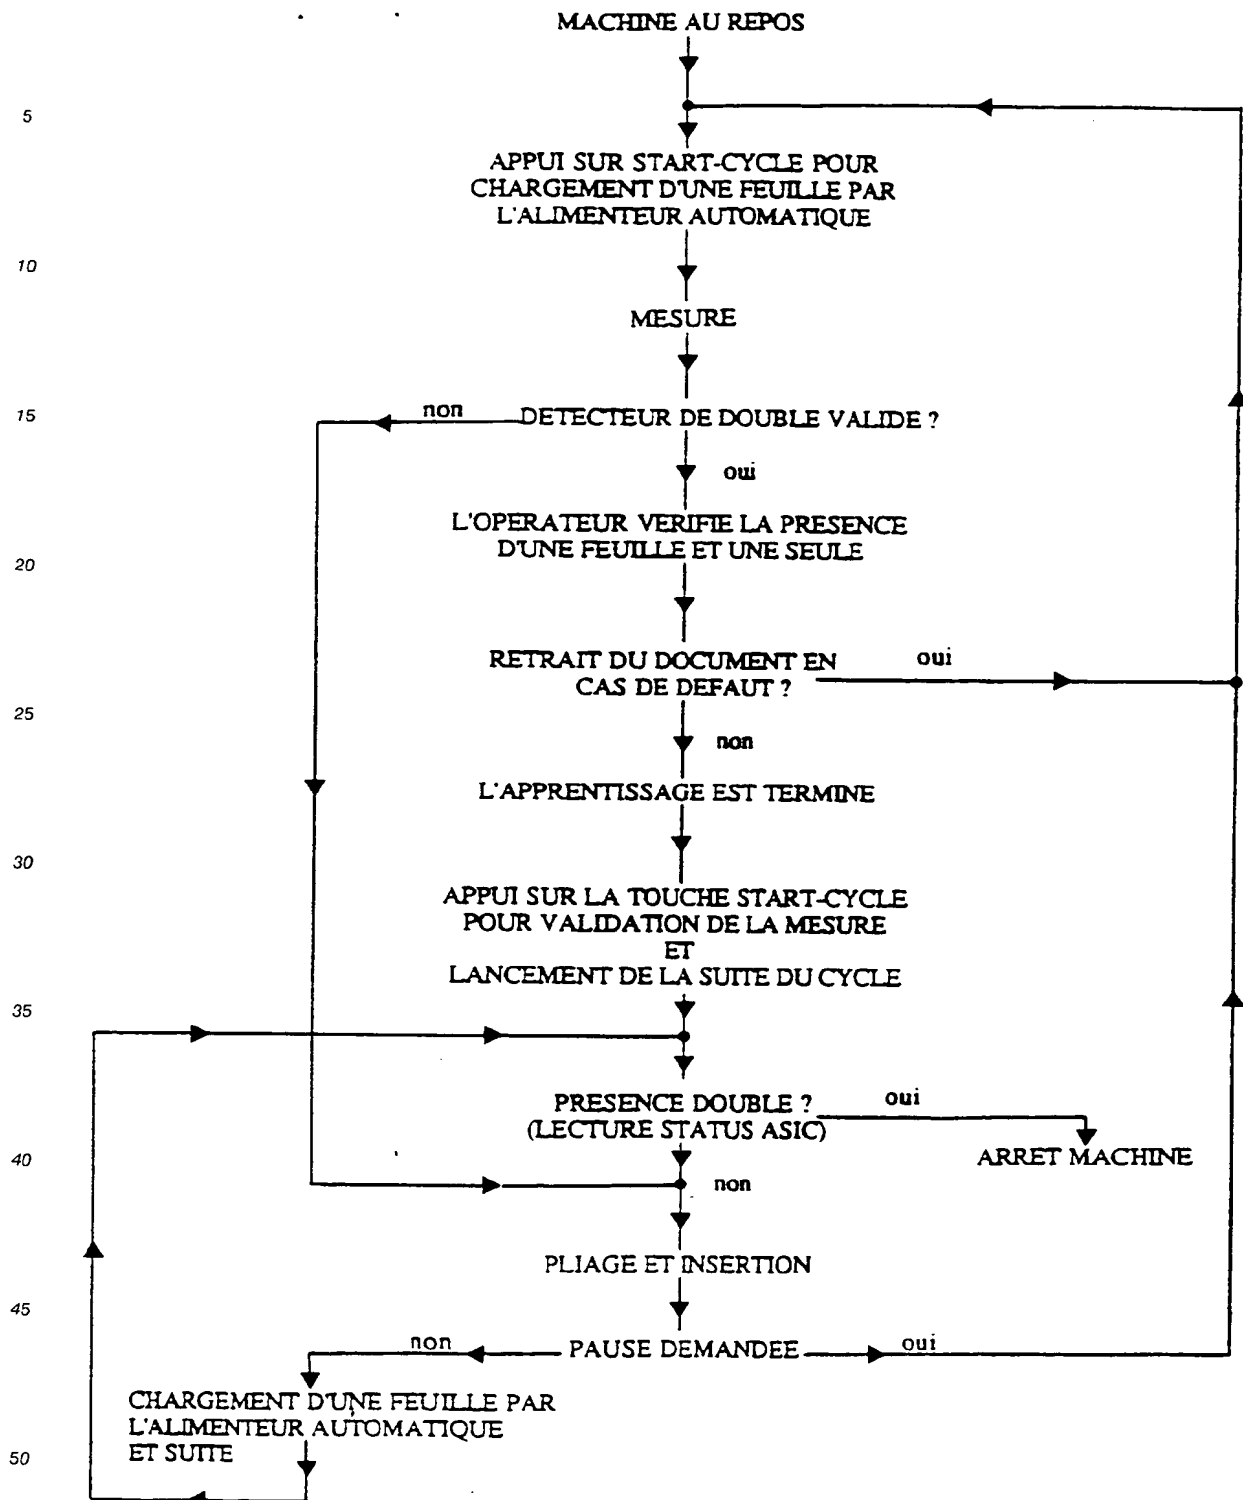 MACHINE AU REPOS
5
APPUI SUR START-CYCLE POUR
CHARGEMENT D'UNE FEUILLE PAR
L'ALIMENTEUR AUTOMATIQUE
10
MESURE
15
non
DETECTEUR DE DOUBLE VALIDE ?
oui
L'OPERATEUR VERIFIE LA PRESENCE
D'UNE FEUILLE ET UNE SEULE
20
RETRAIT DU DOCUMENT EN
CAS DE DEFAUT ?
oui
25
non
L'APPRENTISSAGE EST TERMINE
30
APPUI SUR LA TOUCHE START-CYCLE
POUR VALIDATION DE LA MESURE
ET
LANCEMENT DE LA SUITE DU CYCLE
35
PRESENCE DOUBLE ?
(LECTURE STATUS ASIC)
oui
ARRET MACHINE
40
non
PLIAGE ET INSERTION
45
non
PAUSE DEMANDEE
oui
CHARGEMENT D'UNE FEUILLE PAR
L'ALIMENTEUR AUTOMATIQUE
ET SUITE
50